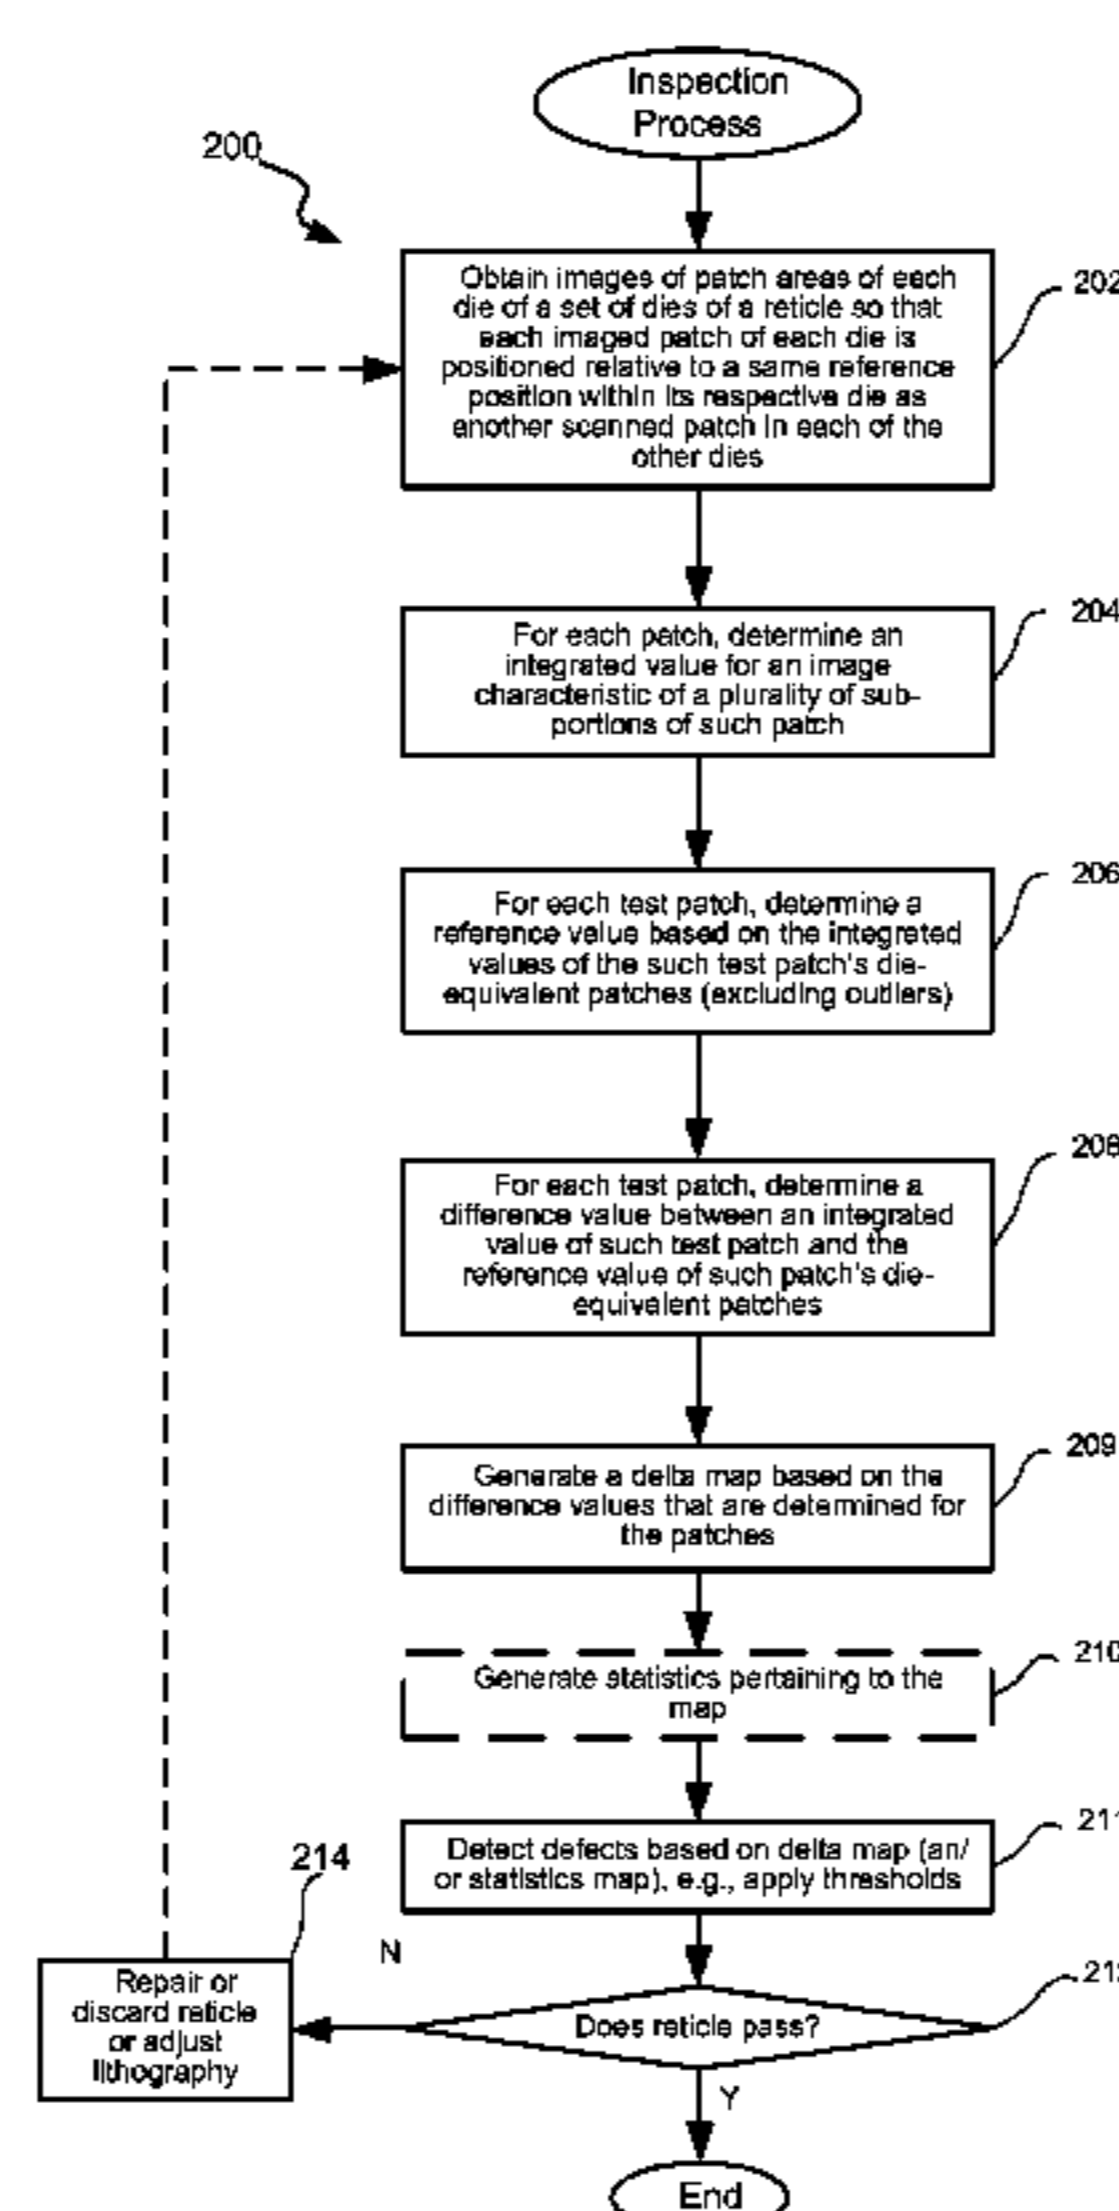 Inspection
Process
200
Obtain images of patch areas of each
die of a set of dies of a reticle so that
each imaged patch of each die is
positioned relative to a same reference
position within its respective die as
another scanned patch in each of the
other dies
202
For each patch, determine an
integrated value for an image
characteristic of a plurality of sub-
portions of such patch
204
For each test patch, determine a
reference value based on the integrated
values of the such test patch's die-
equivalent patches (excluding outliers)
206
For each test patch, determine a
difference value between an integrated
value of such test patch and the
reference value of such patch's die-
equivalent patches
208
Generate a delta map based on the
difference values that are determined for
the patches
209
Generate statistics pertaining to the
map
210
Detect defects based on delta map (an/
or statistics map), e.g., apply thresholds
211
214
N
Repair or
discard reticle
or adjust
lithography
Does reticle pass?
212
Y
End